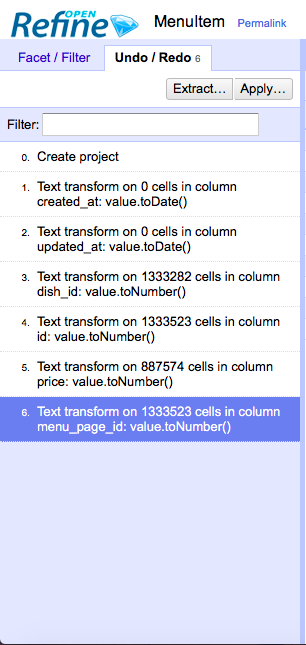 OPEN
Refine MenuItem Permalink
Facet / Filter Undo / Redo 6
Extract... Apply...
Filter:
0. Create project
1. Text transform on 0 cells in column
created_at: value.toDate()
2. Text transform on 0 cells in column
updated_at: value.toDate()
3. Text transform on 1333282 cells in column
dish_id: value.toNumber()
4. Text transform on 1333523 cells in column
id: value.toNumber()
5. Text transform on 887574 cells in column
price: value.toNumber()
6. Text transform on 1333523 cells in column
menu_page_id: value.toNumber()